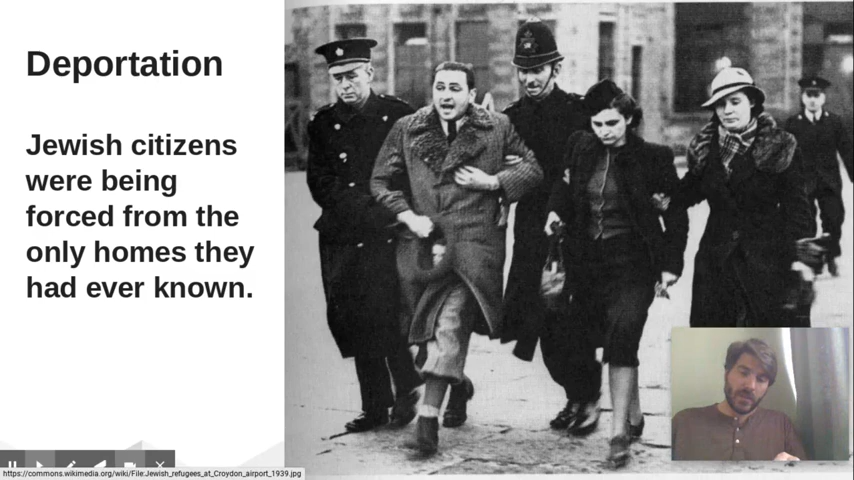 Deportation
Jewish citizens
were being
forced from the
only homes they
had ever known.
https://commons.wikimedia.org/wiki/File:Jewish_refugees_at_Croydon_airport_1939.jpg